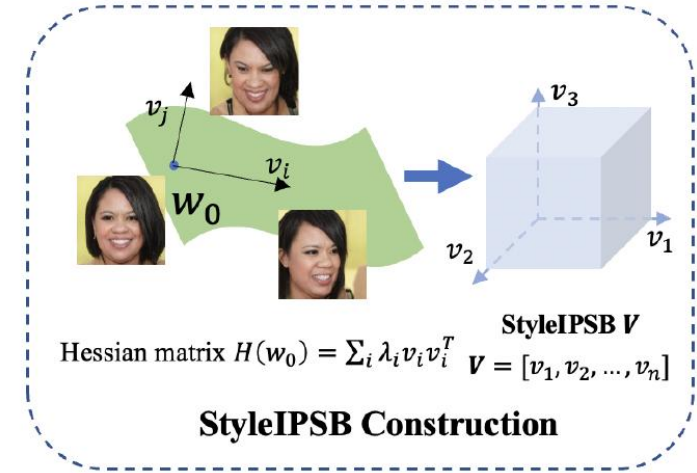 v_j
v_i
w_0
v_3
v_2
v_1
StyleIPSB V
Hessian matrix H(w_0) = ∑_i λ_i v_i v_i^T
V = [v_1, v_2, ..., v_n]
StyleIPSB Construction